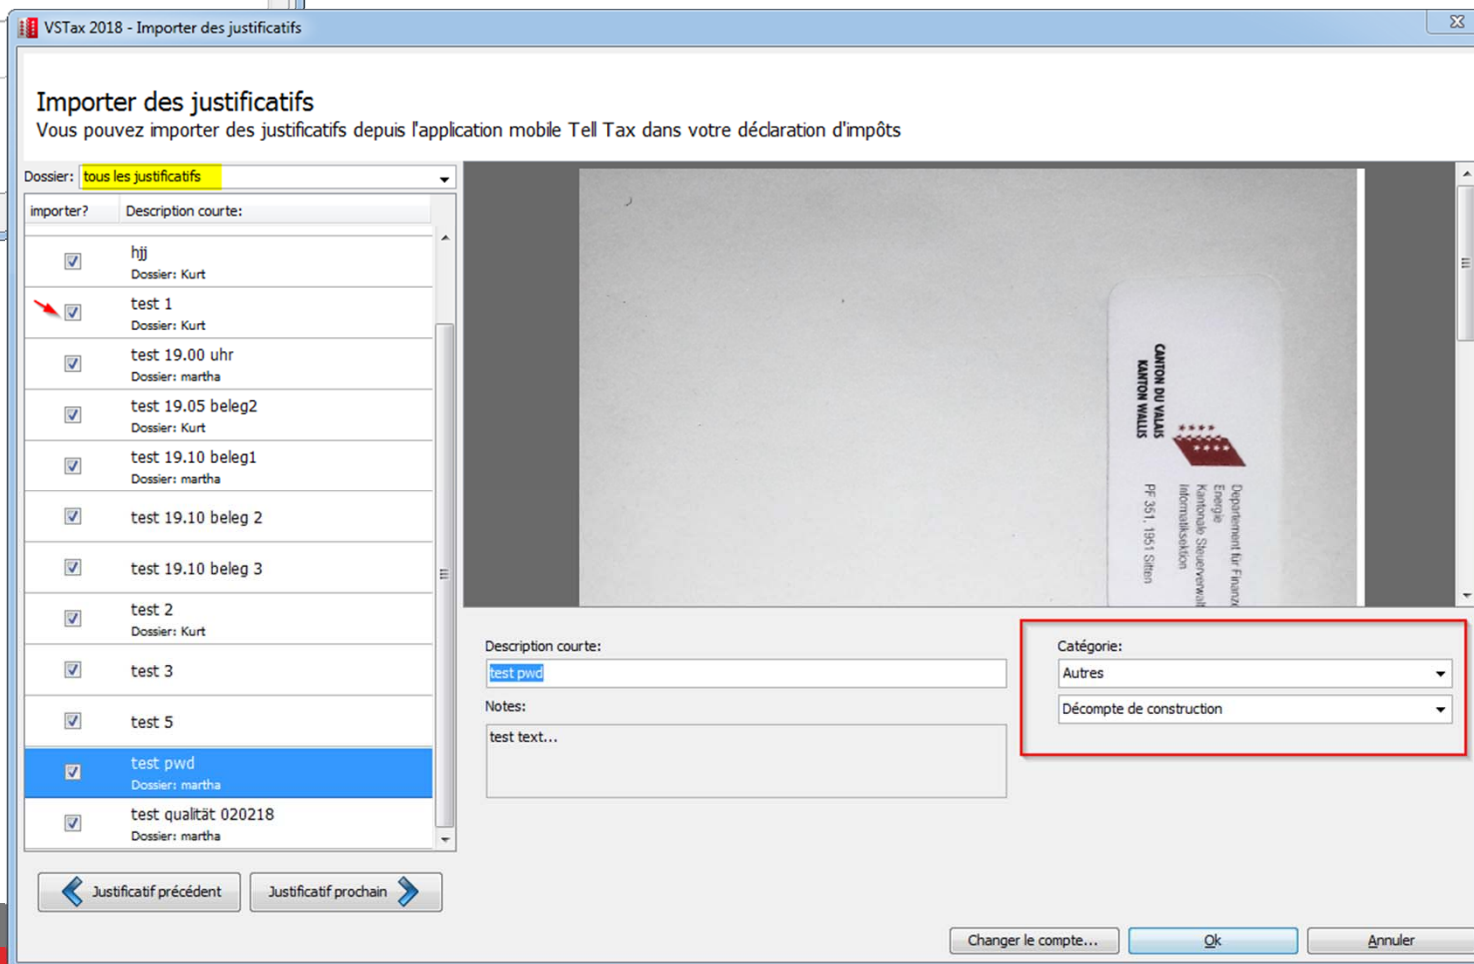 VSTax 2018 - Importer des justificatifs
Importer des justificatifs
Vous pouvez importer des justificatifs depuis l'application mobile Tell Tax dans votre déclaration d'impôts
Dossier: tous les justificatifs
importer? Description courte:
hjj
Dossier: Kurt
test 1
Dossier: Kurt
test 19.00 uhr
Dossier: martha
test 19.05 beleg2
Dossier: Kurt
test 19.10 beleg1
Dossier: martha
test 19.10 beleg 2
test 19.10 beleg 3
test 2
Dossier: Kurt
test 3
test 5
test pwd
Dossier: martha
test qualität 020218
Dossier: martha
Justificatif précédent
Justificatif prochain
CANTON DU VALAIS
KANTON WALLIS
Departement für
Energie
Kantonale
Informatiksektion
PF 351, 1951 Sitten
Description courte:
test pwd
Notes:
test text...
Catégorie:
Autres
Décompte de construction
Changer le compte...
Ok
Annuler